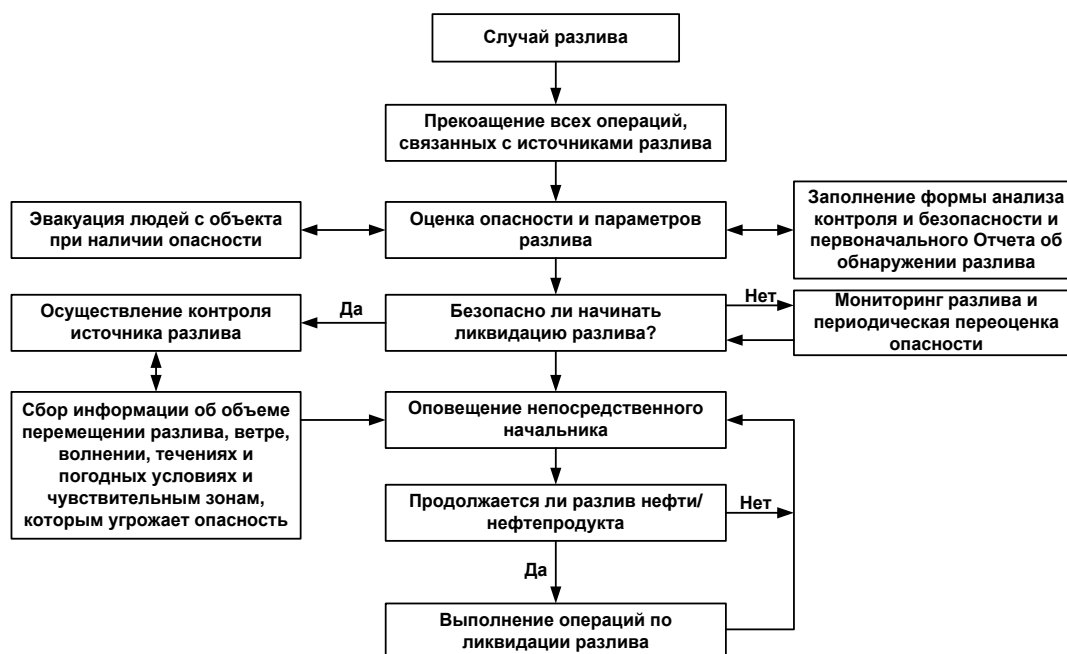 Случай разлива
Прекоащение всех операций,
связанных с источниками разлива
Эвакуация людей с объекта
при наличии опасности
Оценка опасности и параметров
разлива
Заполнение формы анализа
контроля и безопасности и
первоначального Отчета об
обнаружении разлива
Осуществление контроля
источника разлива
Да
Безопасно ли начинать
ликвидацию разлива?
Нет
Мониторинг разлива и
периодическая переоценка
опасности
Сбор информации об объеме
перемещении разлива, ветре,
волнении, течениях и
погодных условиях и
чувствительным зонам,
которым угрожает опасность
Оповещение непосредственного
начальника
Продолжается ли разлив нефти/
нефтепродукта
Нет
Да
Выполнение операций по
ликвидации разлива